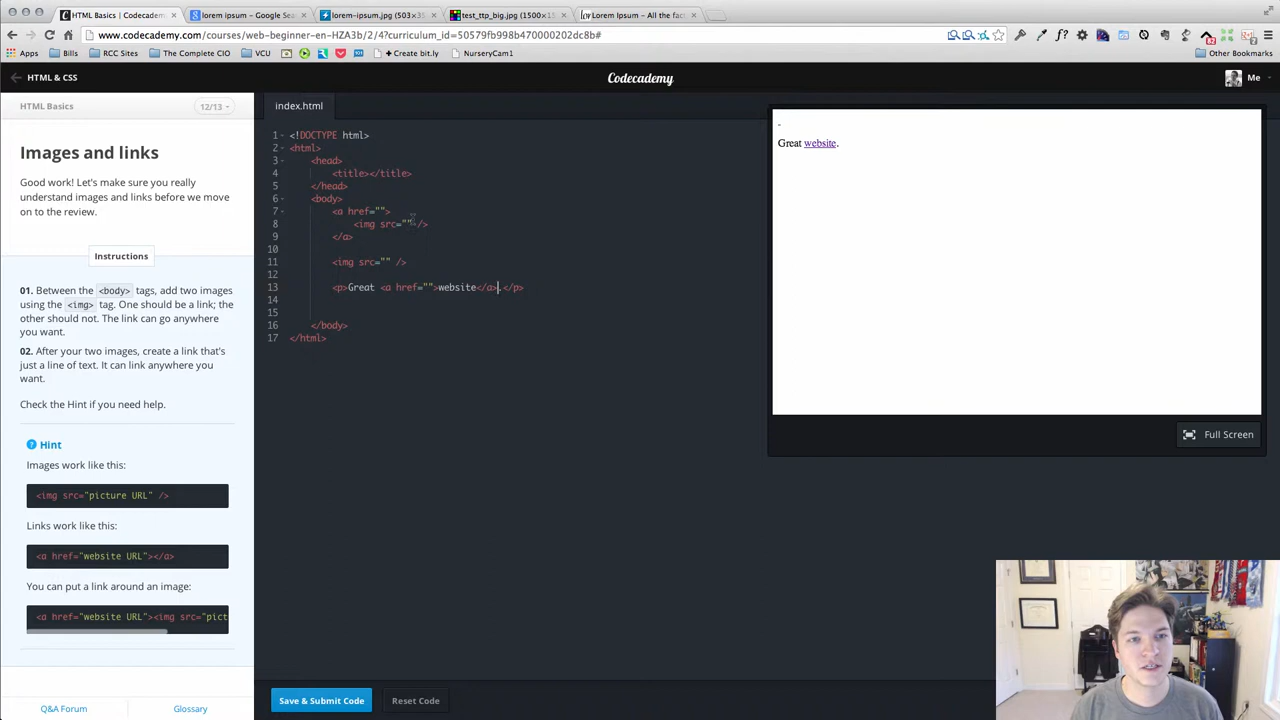 HTML Basics | Codecadem
lorem ipsum - Google Sea
lorem-ipsum.jpg (503×35
test_ttp_big.jpg (1500×1
Lorem Ipsum - All the fac
www.codecademy.com/courses/web-beginner-en-HZA3b/2/4?curriculum_id=50579fb998b470000202dc8b#
Apps Bills RCC Sites The Complete CIO VCU Create bit.ly NurseryCam1 Other Bookmarks
HTML & CSS
Codecademy
Me
HTML Basics
12/13
Images and links
Good work! Let's make sure you really
understand images and links before we move
on to the review.
Instructions
01. Between the <body> tags, add two images
using the <img> tag. One should be a link; the
other should not. The link can go anywhere
you want.
02. After your two images, create a link that's
just a line of text. It can link anywhere you
want.
Check the Hint if you need help.
Hint
Images work like this:
<img src="picture URL" />
Links work like this:
<a href="website URL"></a>
You can put a link around an image:
<a href="website URL"><img src="pict
Q&A Forum
Glossary
index.html
1 <!DOCTYPE html>
2 <html>
3 <head>
4 <title></title>
5 </head>
6 <body>
7 <a href="">
8 <img src="" />
9 </a>
10
11 <img src="" />
12
13 <p>Great <a href="">website</a>.</p>
14
15
16 </body>
17 </html>
Save & Submit Code
Reset Code
Great website.
Full Screen